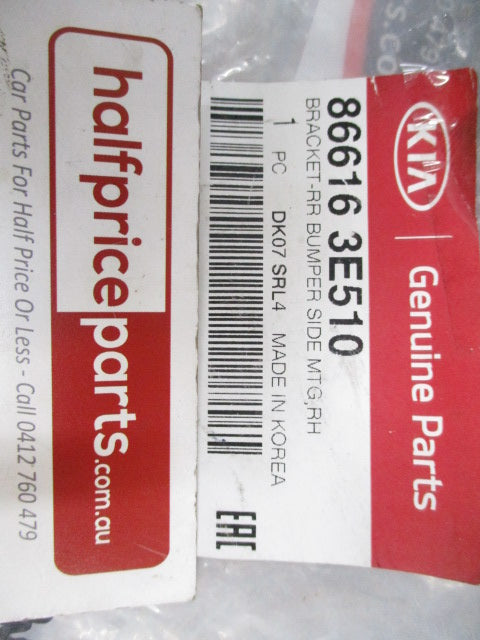 KIA | Genuine Parts
86616 3E510
BRACKET-RR BUMPER SIDE MTG,RH
1 PC DK07 SRL4 MADE IN KOREA
EAC
halfpriceparts.com.au
Car Parts For Half Price Or Less - Call 0412 760 479